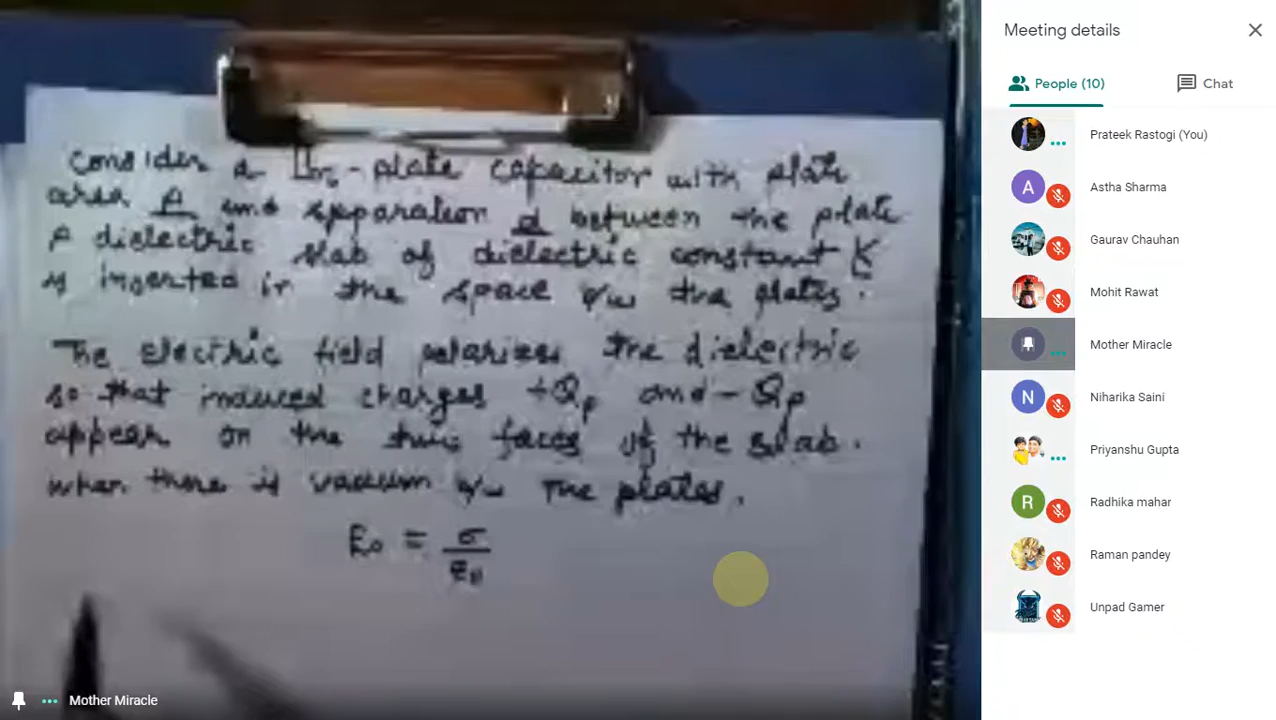 Consider a llr - plate capacitor with plate
area A and separation d between the plate
A dielectric slab of dielectric constant K
is inserted in the space b/w the plates.
The electric field polarizes the dielectric
so that induced charges +Qp and -Qp
appear on the two faces of the slab.
when there is vacuum b/w The plates.
E₀ = σ/ε₀
Mother Miracle
Meeting details
People (10)
Chat
Prateek Rastogi (You)
Astha Sharma
Gaurav Chauhan
Mohit Rawat
Mother Miracle
Niharika Saini
Priyanshu Gupta
Radhika mahar
Raman pandey
Unpad Gamer
A
N
R